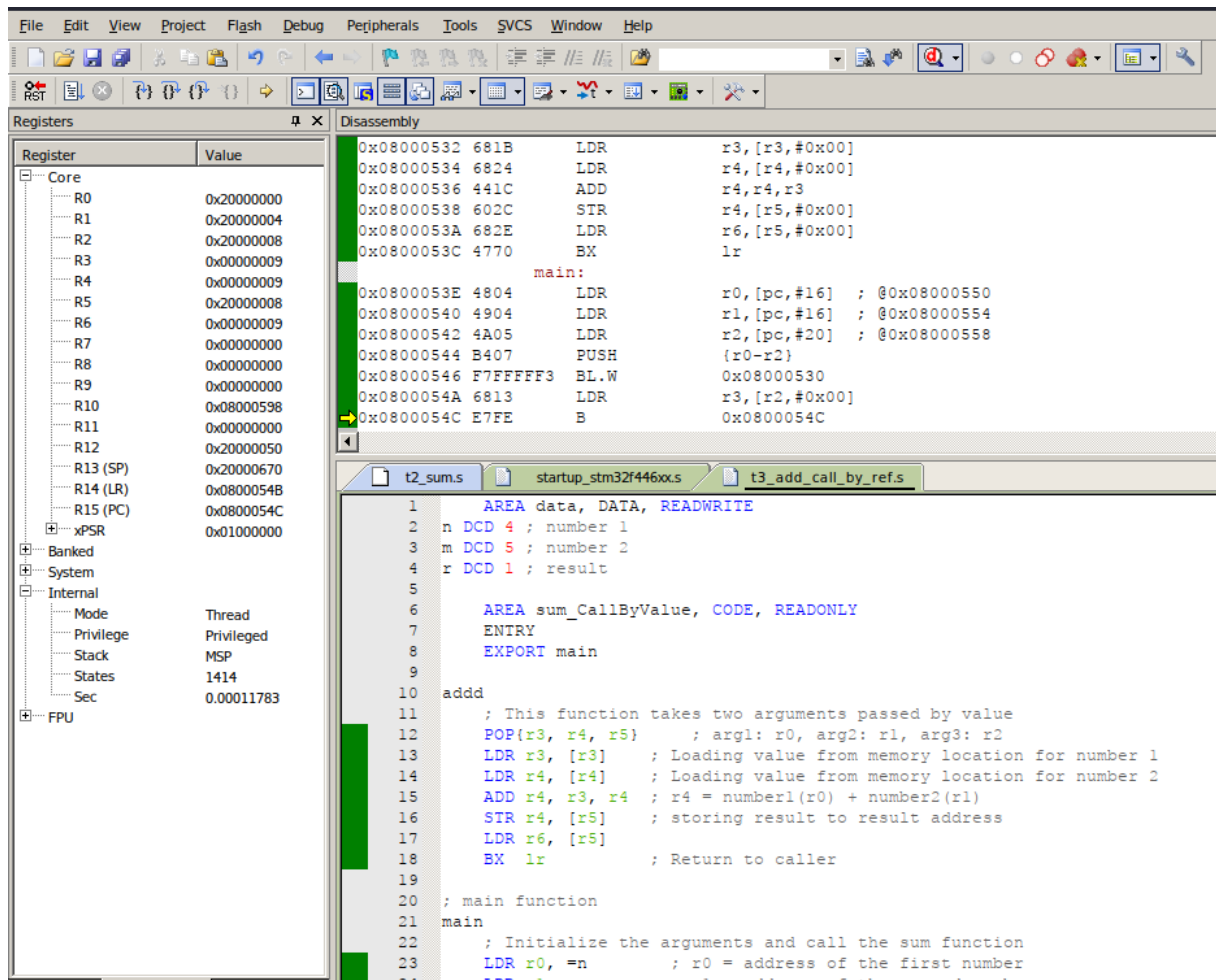 File Edit View Project Flash Debug Peripherals Tools SVCS Window Help
RST
Registers
Register Value
Core
R0 0x20000000
R1 0x20000004
R2 0x20000008
R3 0x00000009
R4 0x00000009
R5 0x20000008
R6 0x00000009
R7 0x00000000
R8 0x00000000
R9 0x00000000
R10 0x08000598
R11 0x00000000
R12 0x20000050
R13 (SP) 0x20000670
R14 (LR) 0x0800054B
R15 (PC) 0x0800054C
xPSR 0x01000000
Banked
System
Internal
Mode Thread
Privilege Privileged
Stack MSP
States 1414
Sec 0.00011783
FPU
Disassembly
0x08000532 681B LDR r3,[r3,#0x00]
0x08000534 6824 LDR r4,[r4,#0x00]
0x08000536 441C ADD r4,r4,r3
0x08000538 602C STR r4,[r5,#0x00]
0x0800053A 682E LDR r6,[r5,#0x00]
0x0800053C 4770 BX lr
main:
0x0800053E 4804 LDR r0,[pc,#16] ; @0x08000550
0x08000540 4904 LDR r1,[pc,#16] ; @0x08000554
0x08000542 4A05 LDR r2,[pc,#20] ; @0x08000558
0x08000544 B407 PUSH {r0-r2}
0x08000546 F7FFFFF3 BL.W 0x08000530
0x0800054A 6813 LDR r3,[r2,#0x00]
0x0800054C E7FE B 0x0800054C
t2_sum.s startup_stm32f446xx.s t3_add_call_by_ref.s
1 AREA data, DATA, READWRITE
2 n DCD 4 ; number 1
3 m DCD 5 ; number 2
4 r DCD 1 ; result
5
6 AREA sum_CallByValue, CODE, READONLY
7 ENTRY
8 EXPORT main
9
10 addd
11 ; This function takes two arguments passed by value
12 POP{r3, r4, r5} ; arg1: r0, arg2: r1, arg3: r2
13 LDR r3, [r3] ; Loading value from memory location for number 1
14 LDR r4, [r4] ; Loading value from memory location for number 2
15 ADD r4, r3, r4 ; r4 = number1(r0) + number2(r1)
16 STR r4, [r5] ; storing result to result address
17 LDR r6, [r5]
18 BX lr ; Return to caller
19
20 ; main function
21 main
22 ; Initialize the arguments and call the sum function
23 LDR r0, =n ; r0 = address of the first number